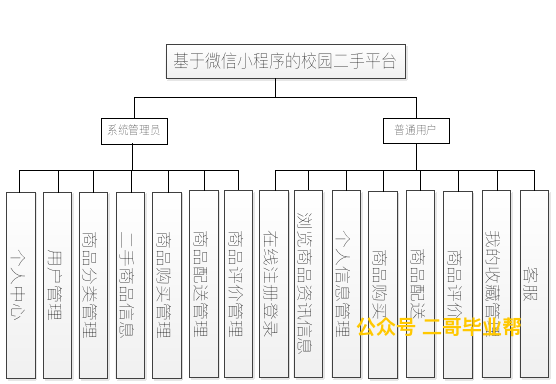 基于微信小程序的校园二手平台
系统管理员
普通用户
个人中心
用户管理
商品分类管理
二手商品信息
商品购买管理
商品配送管理
商品评价管理
在线注册登录
浏览商品资讯信息
个人信息管理
商品购买
商品配送
商品评价
我的收藏管理
客服
公众号 二哥毕业帮